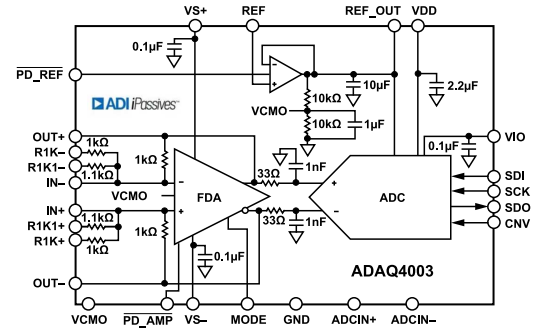 VS+
REF
REF_OUT
VDD
0.1µF
PD_REF
10µF
2.2µF
10kΩ
ADI iPassives™
VCMO
10kΩ
1µF
OUT+
1kΩ
R1K–
R1K1–
1.1kΩ
IN–
1kΩ
VCMO
FDA
33Ω
1nF
ADC
0.1µF
VIO
SDI
SCK
SDO
CNV
IN+
1.1kΩ
R1K1+
R1K+
1kΩ
1kΩ
33Ω
1nF
0.1µF
OUT–
ADAQ4003
VCMO
PD_AMP
VS–
MODE
GND
ADCIN+
ADCIN–